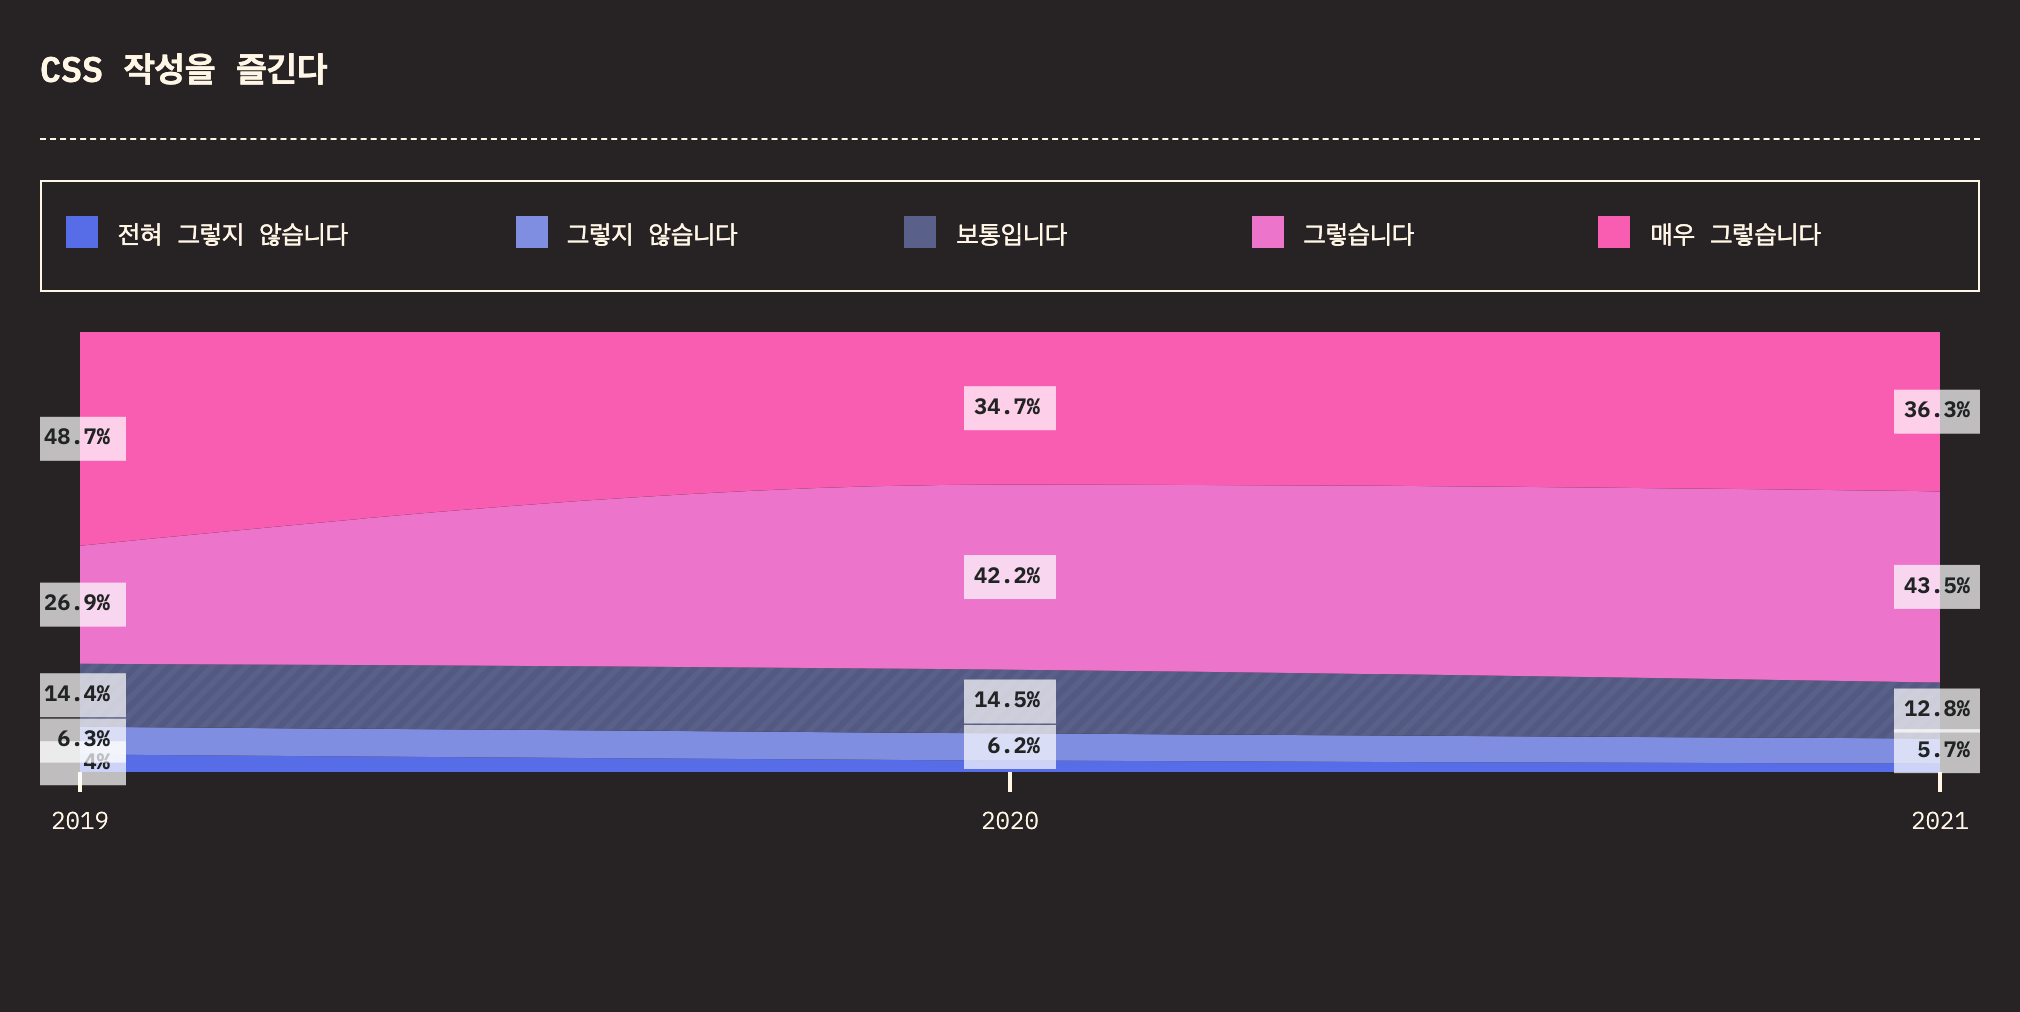 CSS 작성을 즐긴다
전혀 그렇지 않습니다
그렇지 않습니다
보통입니다
그렇습니다
매우 그렇습니다
48.7%
34.7%
36.3%
26.9%
42.2%
43.5%
14.4%
14.5%
12.8%
6.3%
6.2%
5.7%
4%
2019
2020
2021